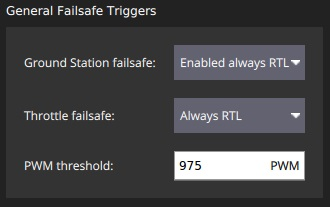 General Failsafe Triggers
Ground Station failsafe: Enabled always RTL
Throttle failsafe: Always RTL
PWM threshold: 975 PWM